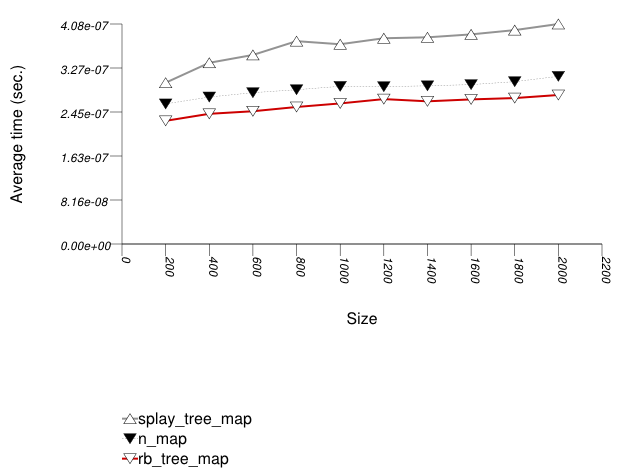 4.08e-07
3.27e-07
2.45e-07
1.63e-07
8.16e-08
0.00e+00
Average time (sec.)
0 200 400 600 800 1000 1200 1400 1600 1800 2000 2200
Size
splay_tree_map
n_map
rb_tree_map